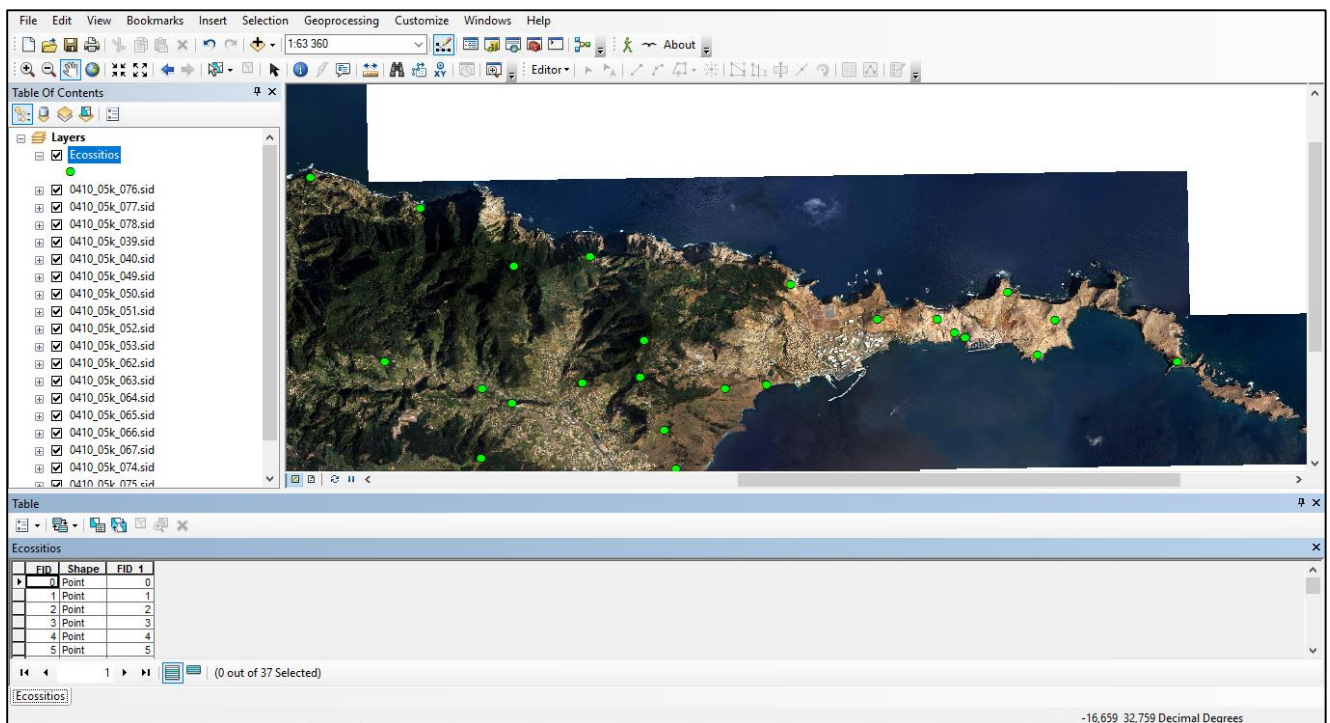 File Edit View Bookmarks Insert Selection Geoprocessing Customize Windows Help
1:63 360 About
Editor
Table Of Contents
Layers
Ecossitios
0410_05k_076.sid
0410_05k_077.sid
0410_05k_078.sid
0410_05k_039.sid
0410_05k_040.sid
0410_05k_049.sid
0410_05k_050.sid
0410_05k_051.sid
0410_05k_052.sid
0410_05k_053.sid
0410_05k_062.sid
0410_05k_063.sid
0410_05k_064.sid
0410_05k_065.sid
0410_05k_066.sid
0410_05k_067.sid
0410_05k_074.sid
0410_05k_075.sid
Table
Ecossitios
FID Shape FID_1
0 Point 0
1 Point 1
2 Point 2
3 Point 3
4 Point 4
5 Point 5
1 (0 out of 37 Selected)
Ecossitios
-16,659 32,759 Decimal Degrees